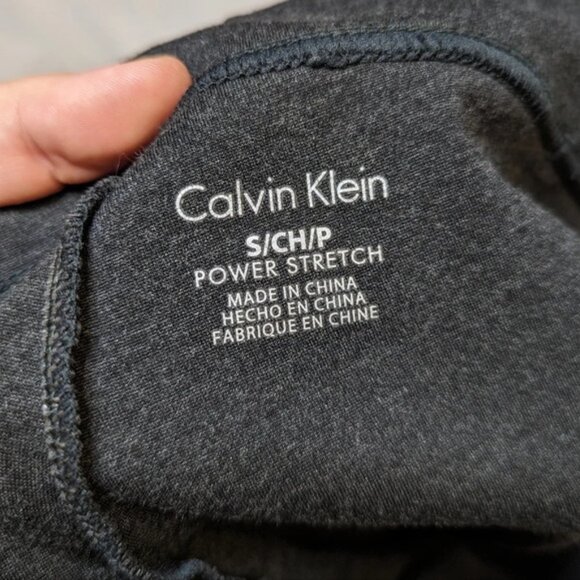 Calvin Klein
S/CH/P
POWER STRETCH
MADE IN CHINA
HECHO EN CHINA
FABRIQUE EN CHINE